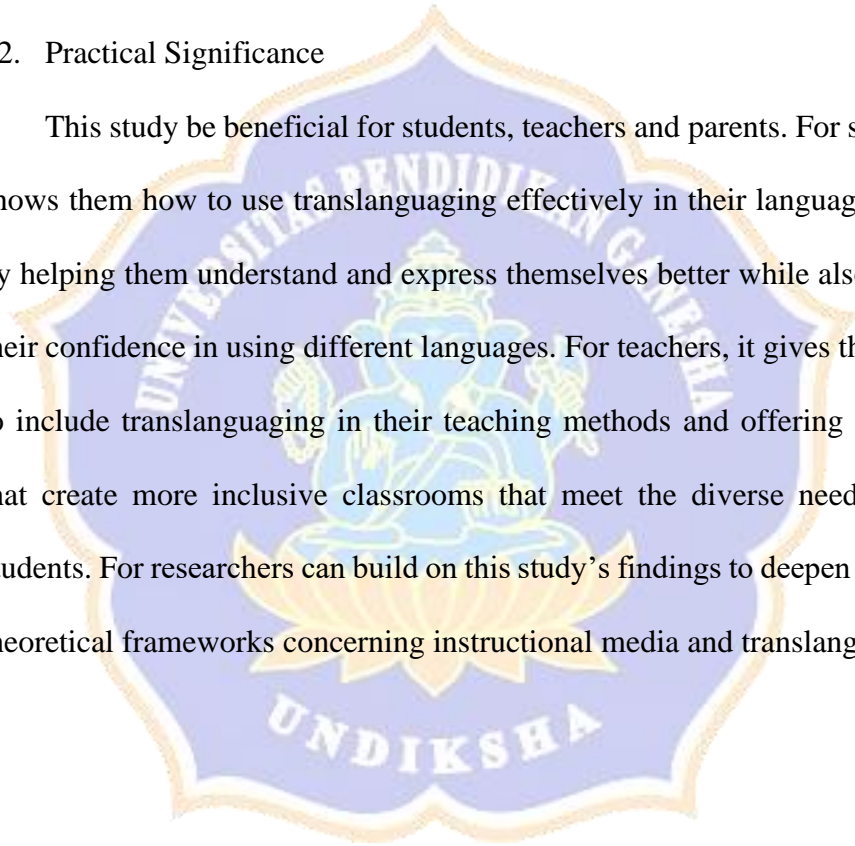 2. Practical Significance
This study be beneficial for students, teachers and parents. For s
hows them how to use translanguaging effectively in their languag
y helping them understand and express themselves better while als
heir confidence in using different languages. For teachers, it gives th
o include translanguaging in their teaching methods and offering
hat create more inclusive classrooms that meet the diverse need
tudents. For researchers can build on this study’s findings to deepen
heoretical frameworks concerning instructional media and translang
UNIVERSITAS PENDIDIKAN GANESHA
UNDIKSHA